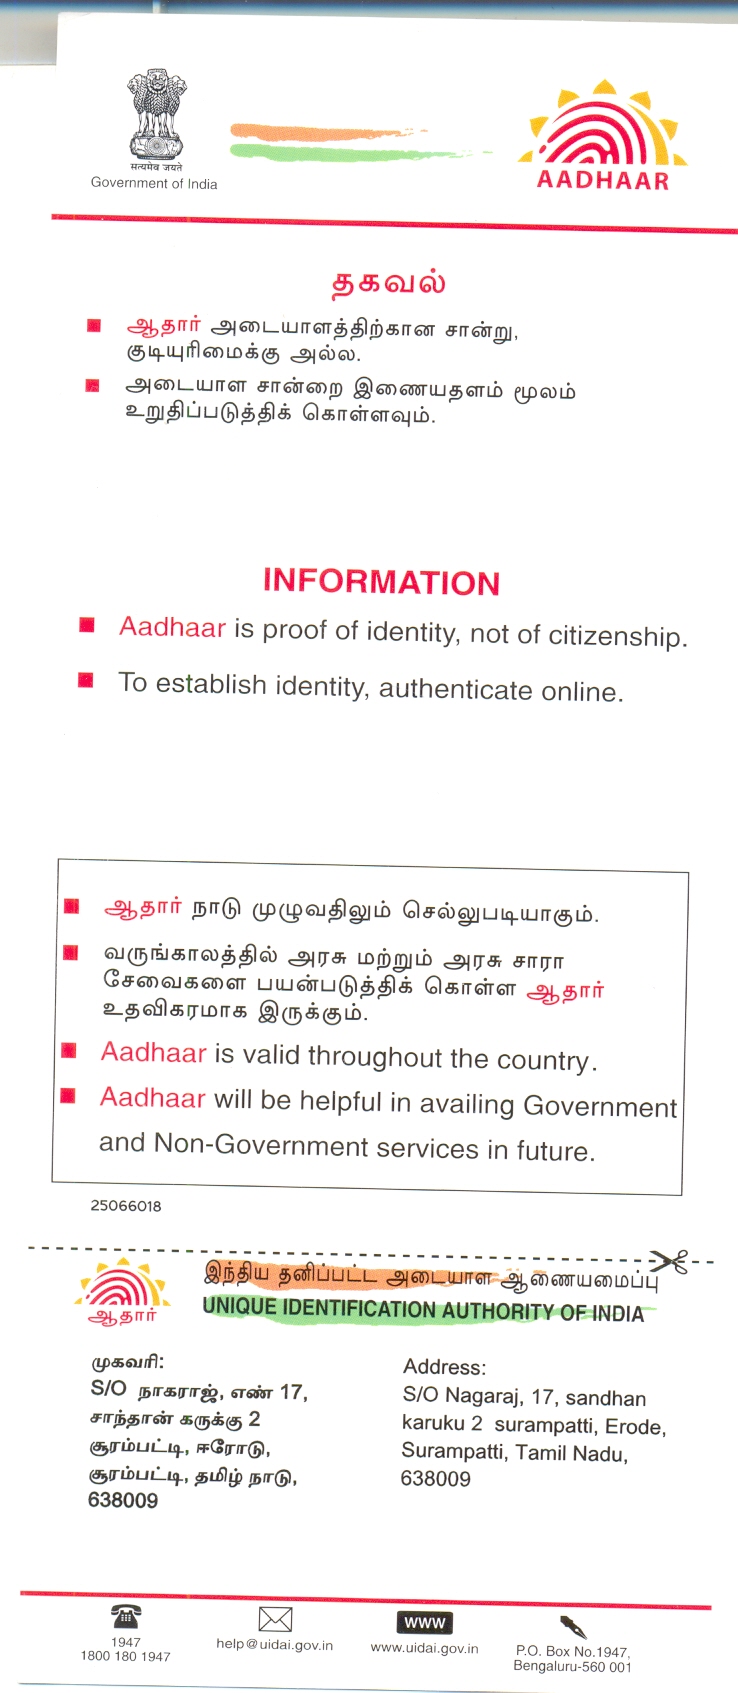 सत्यमेव जयते
Government of India
AADHAAR
தகவல்
ஆதார் அடையாளத்திற்கான சான்று,
குடியுரிமைக்கு அல்ல.
அடையாள சான்றை இணையதளம் மூலம்
உறுதிப்படுத்திக் கொள்ளவும்.
INFORMATION
Aadhaar is proof of identity, not of citizenship.
To establish identity, authenticate online.
ஆதார் நாடு முழுவதிலும் செல்லுபடியாகும்.
வருங்காலத்தில் அரசு மற்றும் அரசு சாரா
சேவைகளை பயன்படுத்திக் கொள்ள ஆதார்
உதவிகரமாக இருக்கும்.
Aadhaar is valid throughout the country.
Aadhaar will be helpful in availing Government
and Non-Government services in future.
25066018
இந்திய தனிப்பட்ட அடையாள ஆணையமைப்பு
UNIQUE IDENTIFICATION AUTHORITY OF INDIA
ஆதார்
முகவரி:
S/O நாகராஜ், எண் 17,
சாந்தான் கருக்கு 2
சூரம்பட்டி, ஈரோடு,
சூரம்பட்டி, தமிழ் நாடு,
638009
Address:
S/O Nagaraj, 17, sandhan
karuku 2 surampatti, Erode,
Surampatti, Tamil Nadu,
638009
1947
1800 180 1947
help@uidai.gov.in
www
www.uidai.gov.in
P.O. Box No.1947,
Bengaluru-560 001